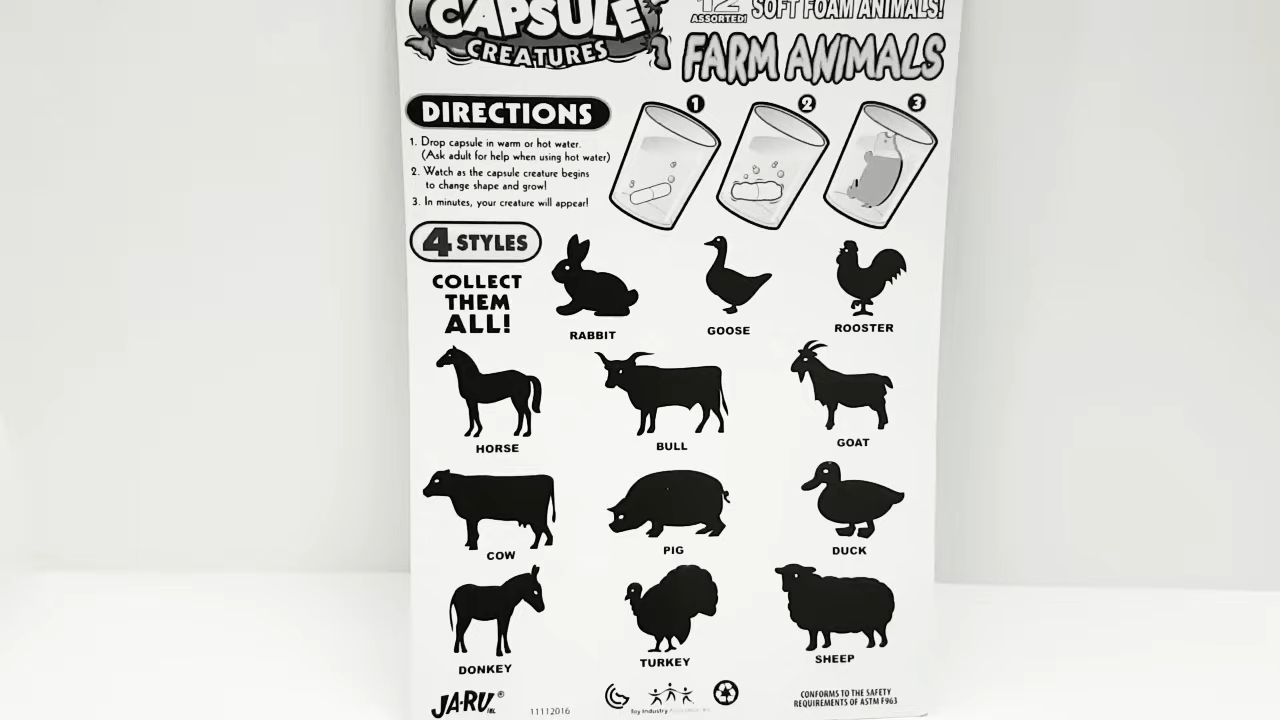 CAPSULE
CREATURES
12
ASSORTED!
SOFT FOAM ANIMALS!
FARM ANIMALS
DIRECTIONS
1. Drop capsule in warm or hot water.
(Ask adult for help when using hot water)
2. Watch as the capsule creature begins
to change shape and grow!
3. In minutes, your creature will appear!
1 2 3
4 STYLES
COLLECT
THEM
ALL!
RABBIT GOOSE ROOSTER
HORSE BULL GOAT
COW PIG DUCK
DONKEY TURKEY SHEEP
JA-RU® INC.
11112016
Toy Industry
CONFORMS TO THE SAFETY
REQUIREMENTS OF ASTM F963